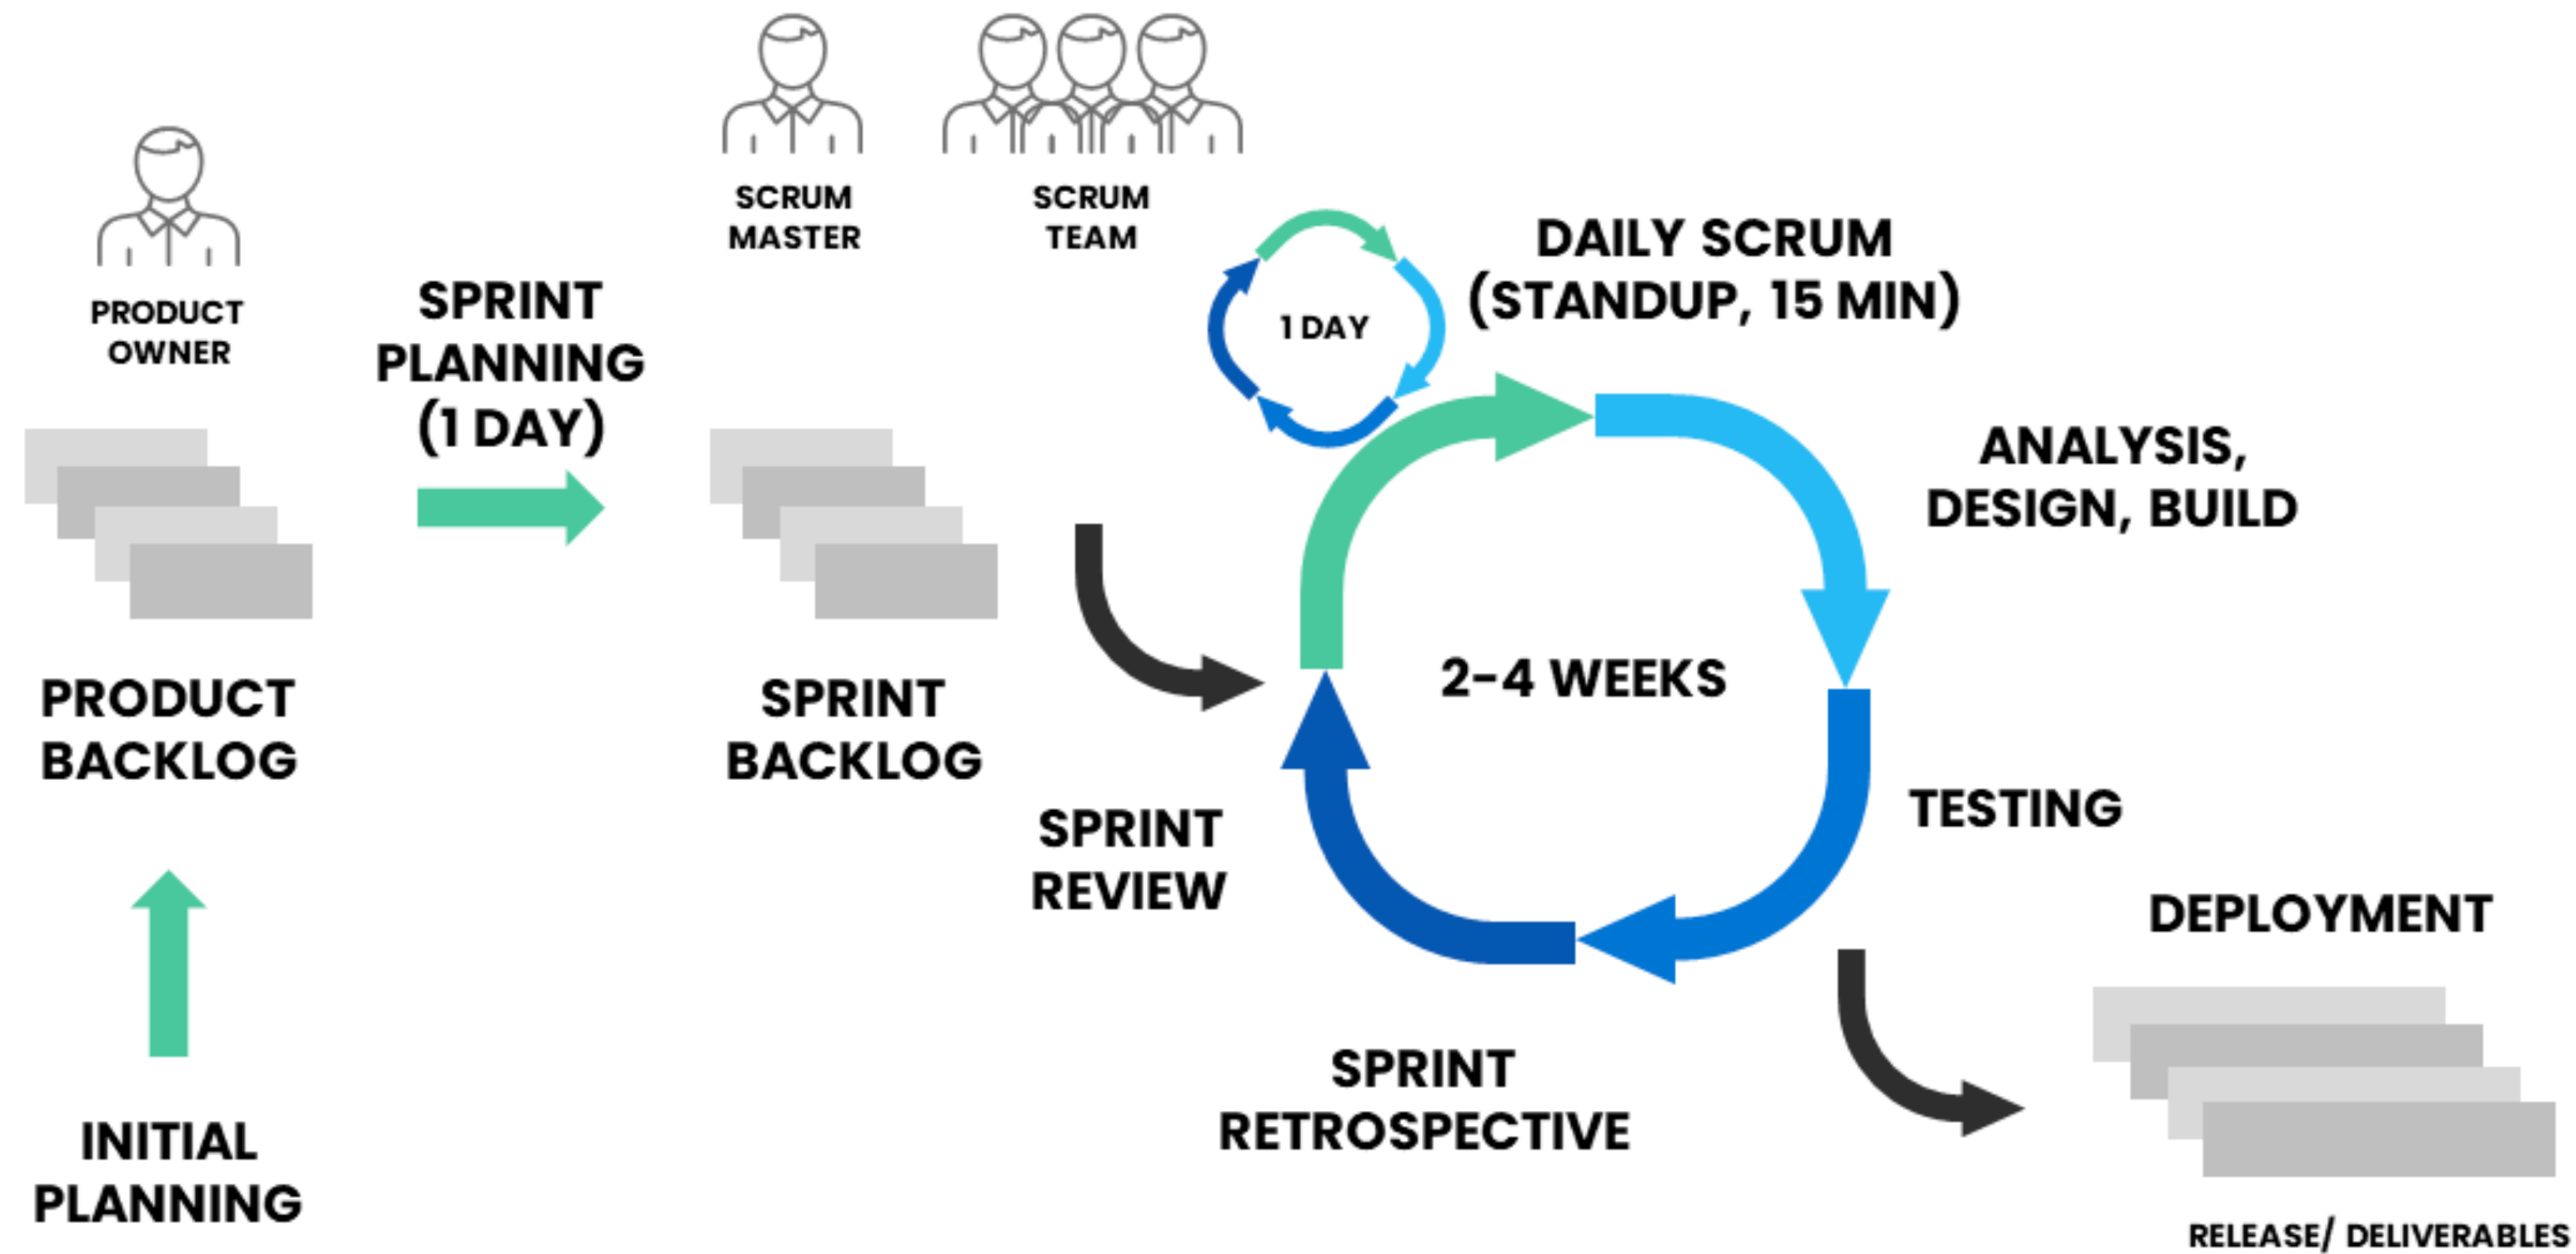 SCRUM
MASTER
SCRUM
TEAM
PRODUCT
OWNER
SPRINT
PLANNING
(1 DAY)
1 DAY
DAILY SCRUM
(STANDUP, 15 MIN)
ANALYSIS,
DESIGN, BUILD
PRODUCT
BACKLOG
SPRINT
BACKLOG
2-4 WEEKS
TESTING
SPRINT
REVIEW
DEPLOYMENT
SPRINT
RETROSPECTIVE
INITIAL
PLANNING
RELEASE/ DELIVERABLES